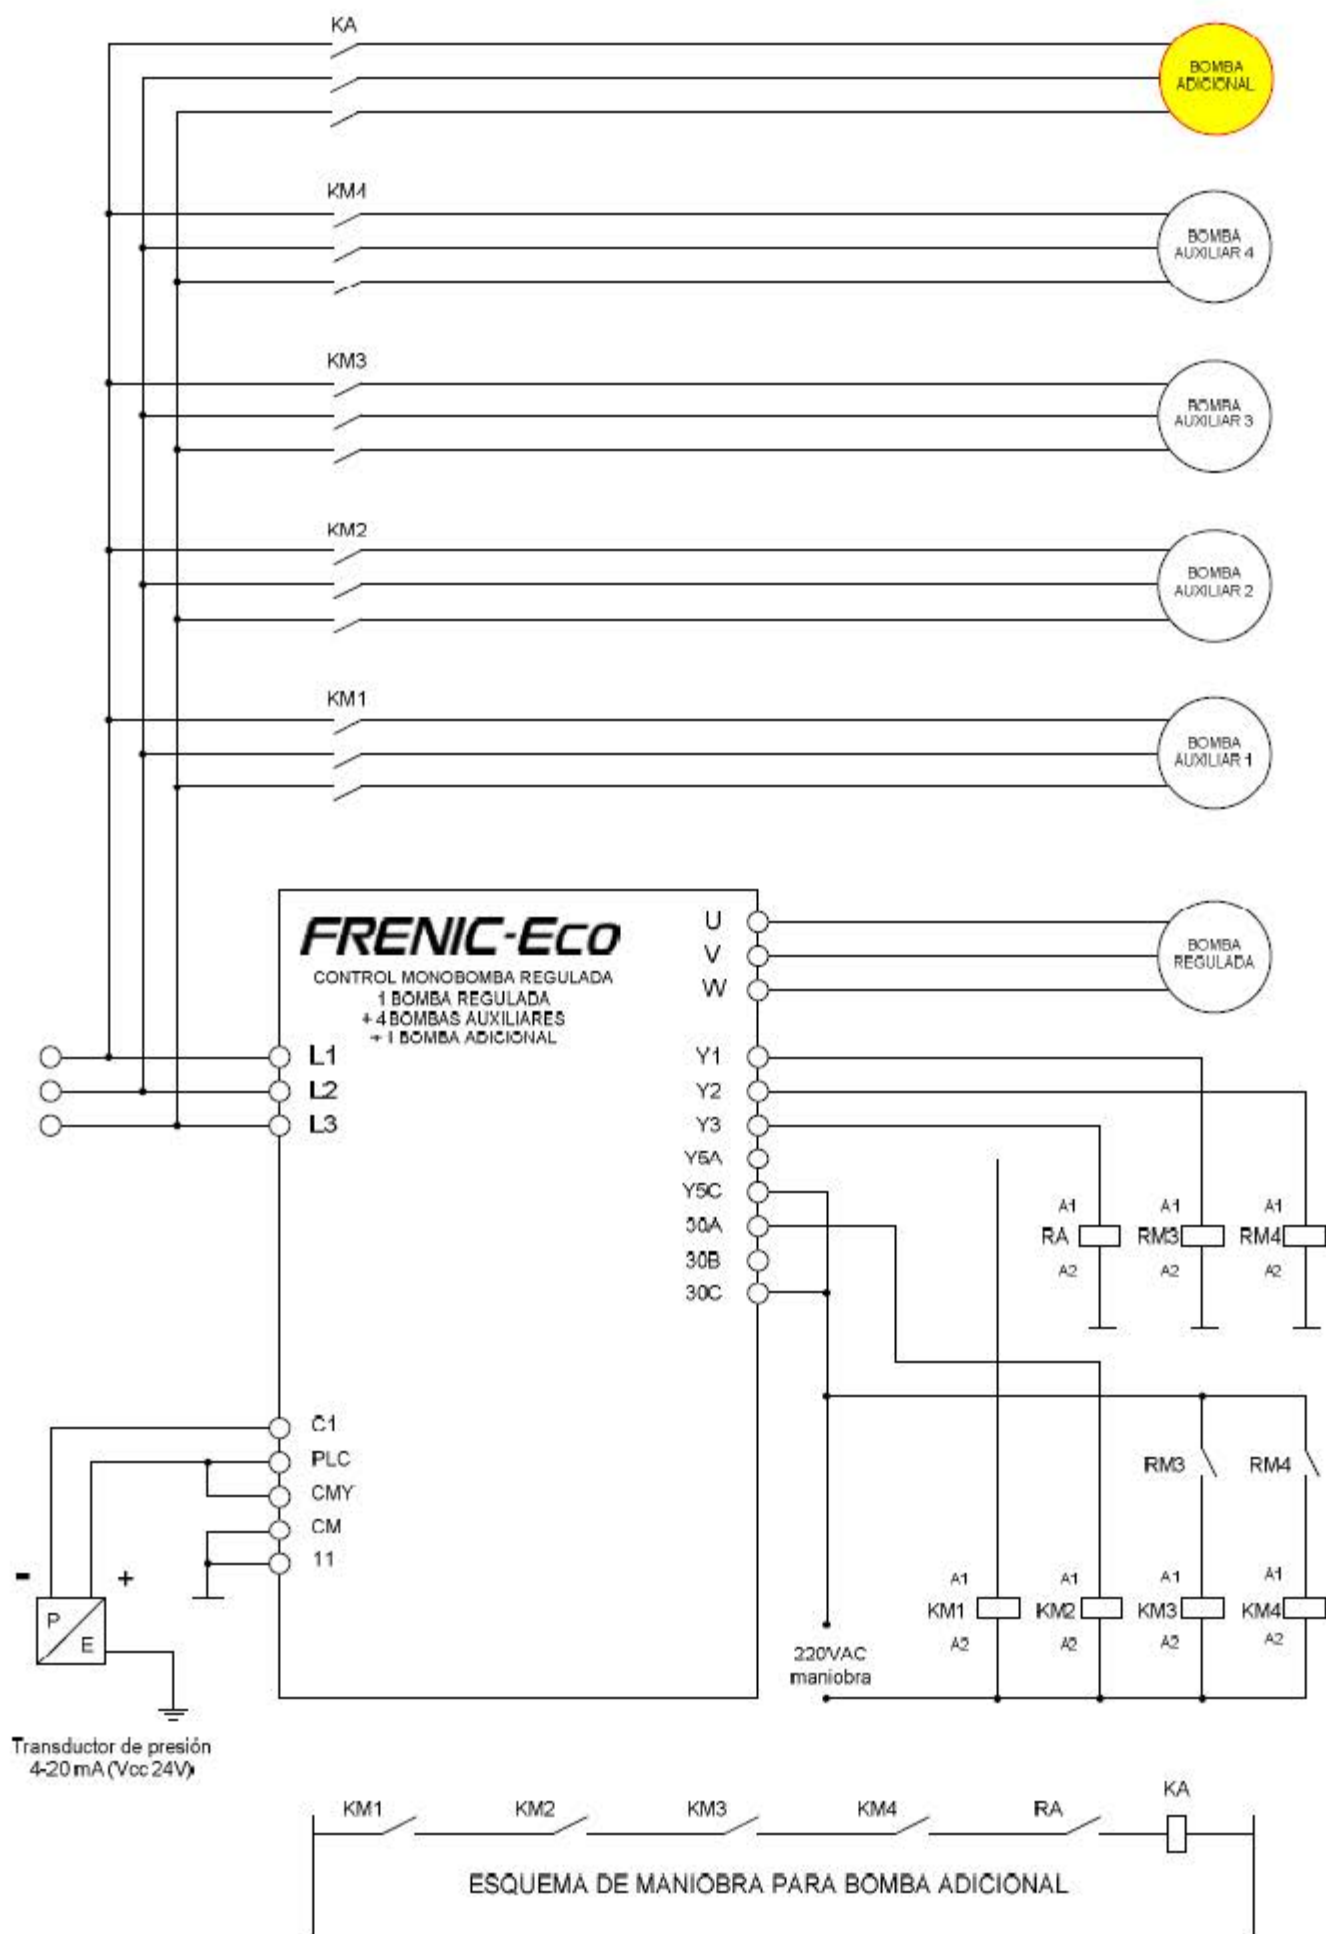 KA
BOMBA
ADICIONAL
KM4
BOMBA
AUXILIAR 4
KM3
BOMBA
AUXILIAR 3
KM2
BOMBA
AUXILIAR 2
KM1
BOMBA
AUXILIAR 1
FRENIC-Eco
CONTROL MONOBOMBA REGULADA
1 BOMBA REGULADA
+ 4 BOMBAS AUXILIARES
+ 1 BOMBA ADICIONAL
U
V
W
BOMBA
REGULADA
L1
L2
L3
Y1
Y2
Y3
Y5A
Y5C
30A
30B
30C
A1
RA
A2
A1
RM3
A2
A1
RM4
A2
C1
PLC
CMY
CM
11
RM3
RM4
- +
P
E
A1
KM1
A2
A1
KM2
A2
A1
KM3
A2
A1
KM4
A2
220VAC
maniobra
Transductor de presión
4-20 mA (Vcc 24V)
KM1
KM2
KM3
KM4
RA
KA
ESQUEMA DE MANIOBRA PARA BOMBA ADICIONAL